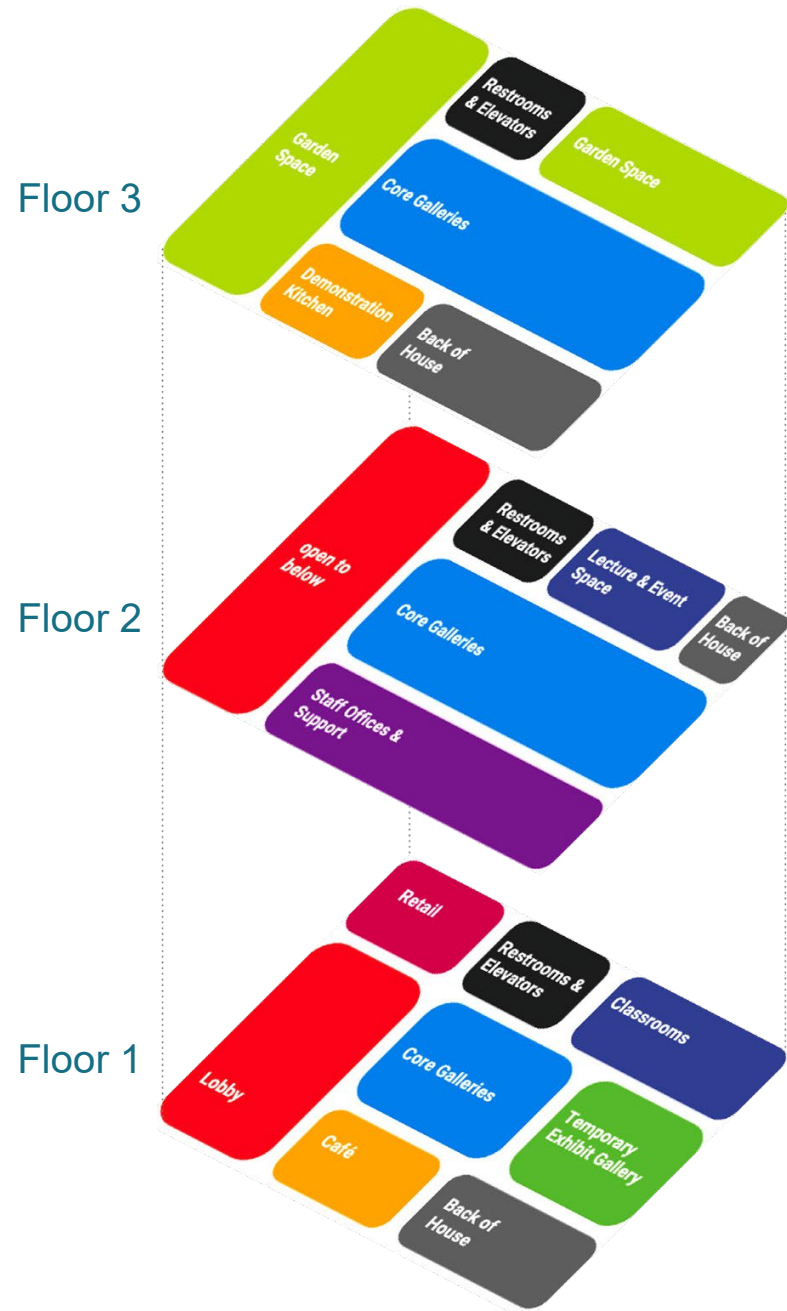 Floor 3
Garden
Space
Restrooms
& Elevators
Garden Space
Core Galleries
Demonstration
Kitchen
Back of
House
Floor 2
open to
below
Restrooms
& Elevators
Lecture & Event
Space
Back of
House
Core Galleries
Staff Offices &
Support
Floor 1
Retail
Restrooms &
Elevators
Classrooms
Lobby
Core Galleries
Temporary
Exhibit Gallery
Café
Back of
House